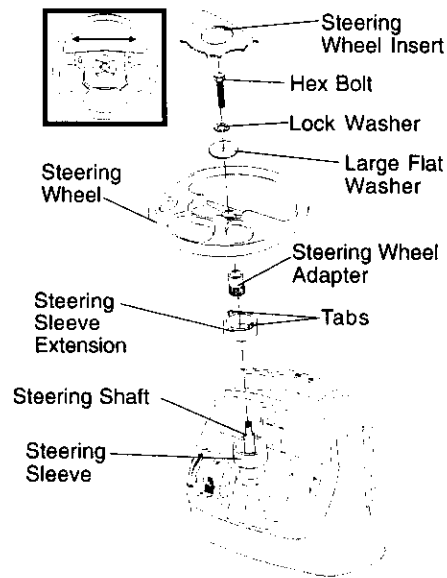 Steering
Wheel Insert
Hex Bolt
Lock Washer
Large Flat
Washer
Steering
Wheel
Steering Wheel
Adapter
Steering
Sleeve
Extension
Tabs
Steering Shaft
Steering
Sleeve